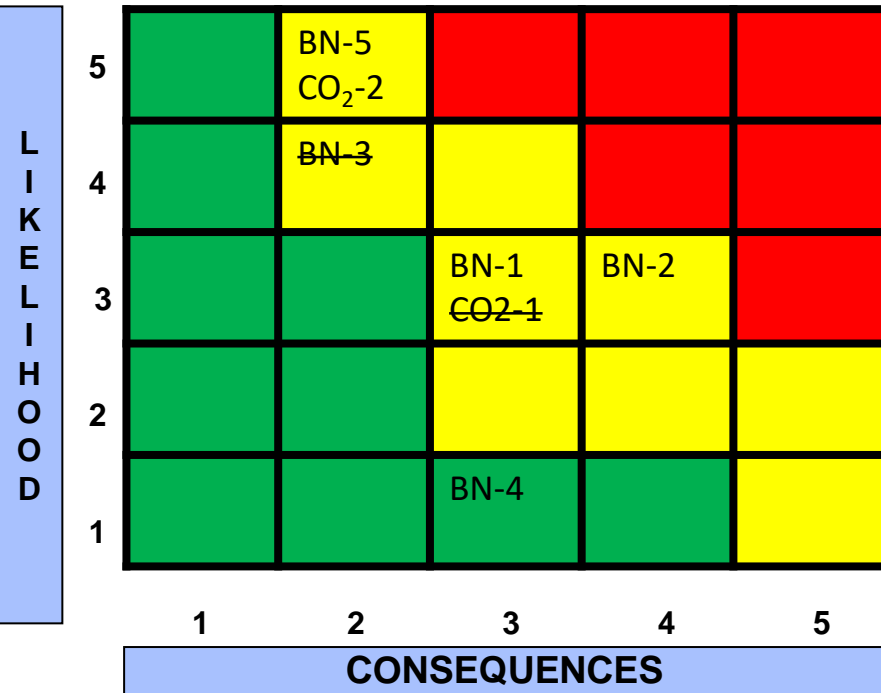 LIKELIHOOD
5
BN-5
CO₂-2
4
BN-3
3
BN-1
CO2-1
BN-2
2
1
BN-4
1 2 3 4 5
CONSEQUENCES